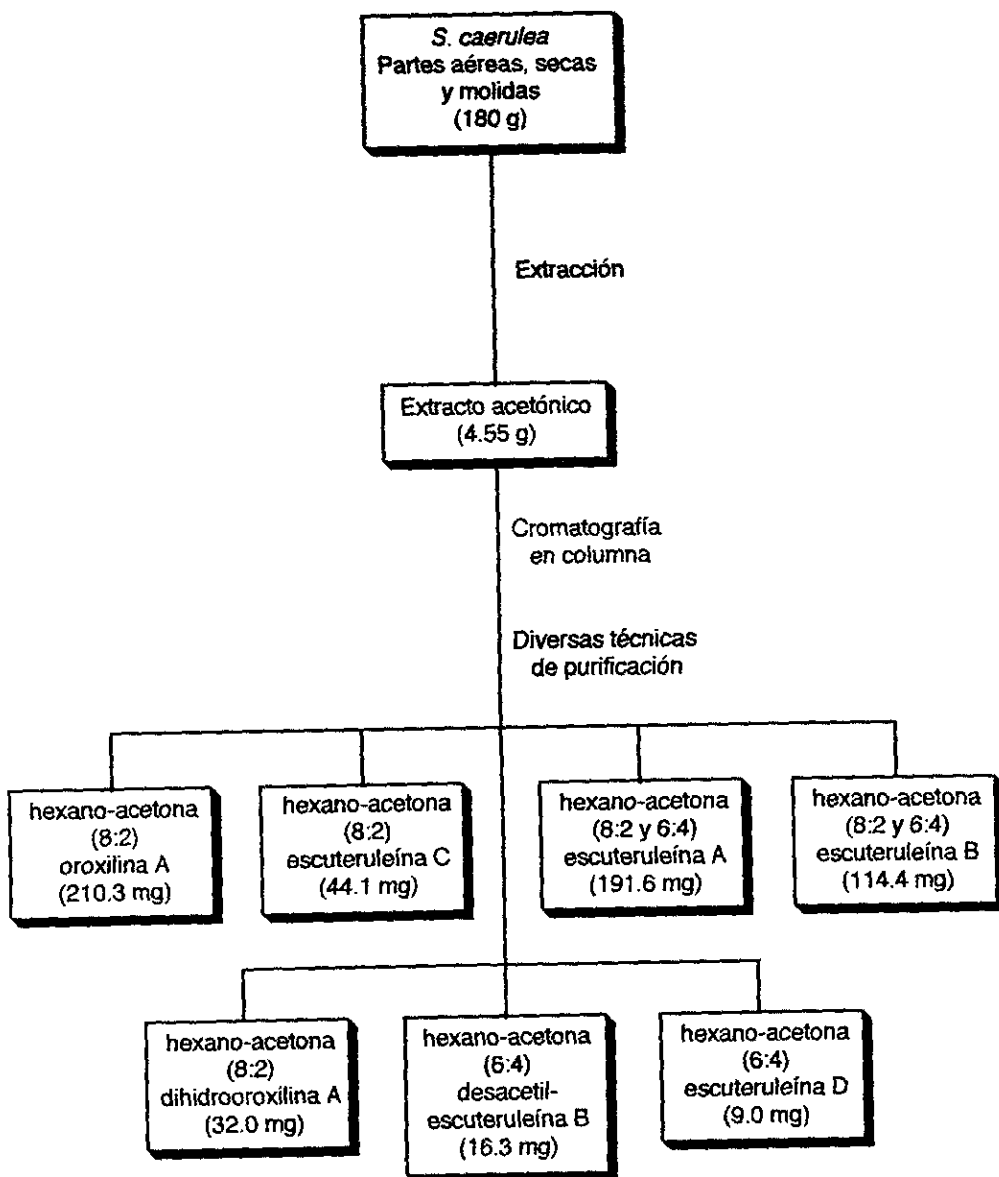 S. caerulea
Partes aéreas, secas
y molidas
(180 g)
Extracción
Extracto acetónico
(4.55 g)
Cromatografía
en columna
Diversas técnicas
de purificación
hexano-acetona
(8:2)
oroxilina A
(210.3 mg)
hexano-acetona
(8:2)
escuteruleína C
(44.1 mg)
hexano-acetona
(8:2 y 6:4)
escuteruleína A
(191.6 mg)
hexano-acetona
(8:2 y 6:4)
escuteruleína B
(114.4 mg)
hexano-acetona
(8:2)
dihidrooroxilina A
(32.0 mg)
hexano-acetona
(6:4)
desacetil-
escuteruleína B
(16.3 mg)
hexano-acetona
(6:4)
escuteruleína D
(9.0 mg)